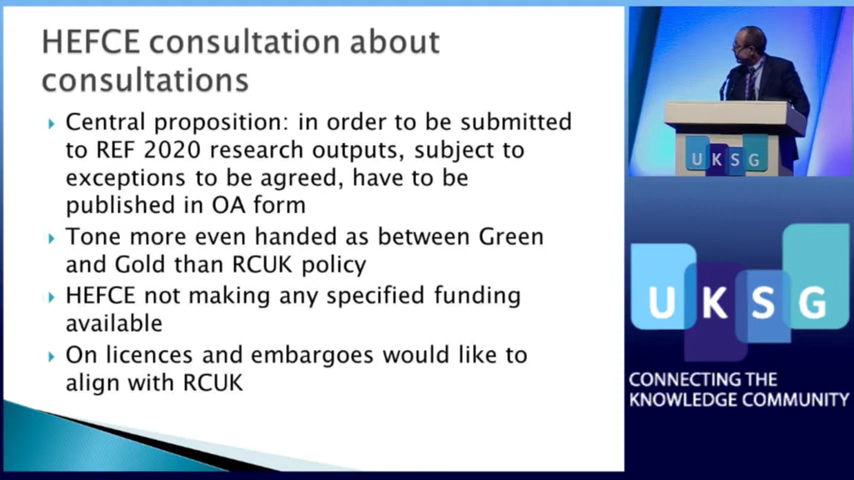 HEFCE consultation about
consultations
Central proposition: in order to be submitted
to REF 2020 research outputs, subject to
exceptions to be agreed, have to be
published in OA form
Tone more even handed as between Green
and Gold than RCUK policy
HEFCE not making any specified funding
available
On licences and embargoes would like to
align with RCUK
UKSG
UKSG
CONNECTING THE
KNOWLEDGE COMMUNITY